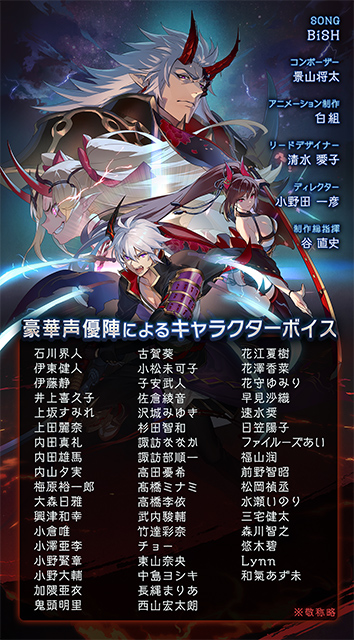 SONG
BiSH
コンポーザー
景山将太
アニメーション制作
白組
リードデザイナー
清水 愛子
ディレクター
小野田 一彦
制作総指揮
谷 直史
豪華声優陣によるキャラクターボイス
石川界人
伊東健人
伊藤静
井上喜久子
上坂すみれ
上田麗奈
内田真礼
内田雄馬
内山夕実
梅原裕一郎
大森日雅
興津和幸
小倉唯
小澤亜李
小野賢章
小野大輔
加隈亜衣
鬼頭明里
古賀葵
小松未可子
子安武人
佐倉綾音
沢城みゆき
杉田智和
諏訪ななか
諏訪部順一
高田憂希
髙橋ミナミ
高橋李依
武内駿輔
竹達彩奈
チョー
東山奈央
中島ヨシキ
長縄まりあ
西山宏太朗
花江夏樹
花澤香菜
花守ゆみり
早見沙織
速水奨
日笠陽子
ファイルーズあい
福山潤
前野智昭
松岡禎丞
水瀬いのり
三宅健太
森川智之
悠木碧
Lynn
和氣あず未
※敬称略